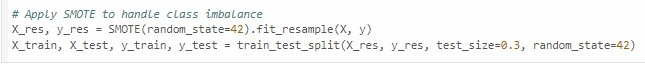 # Apply SMOTE to handle class imbalance
X_res, y_res = SMOTE(random_state=42).fit_resample(X, y)
X_train, X_test, y_train, y_test = train_test_split(X_res, y_res, test_size=0.3, random_state=42)